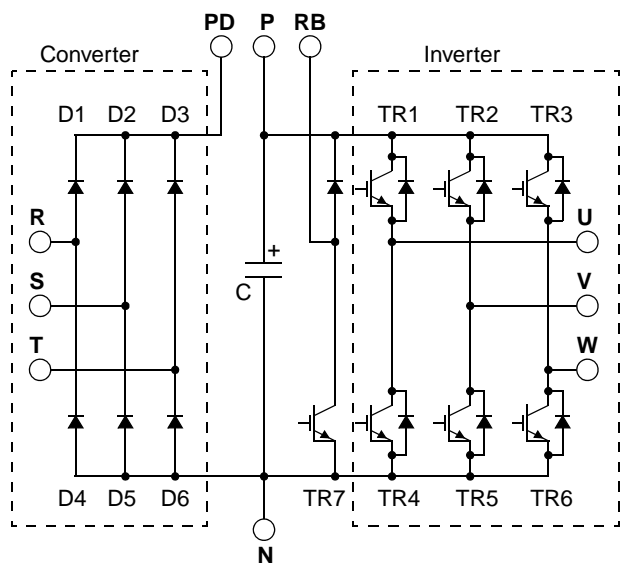 PD P RB
Converter Inverter
D1 D2 D3 TR1 TR2 TR3
R U
+
S C V
T W
D4 D5 D6 TR7 TR4 TR5 TR6
N